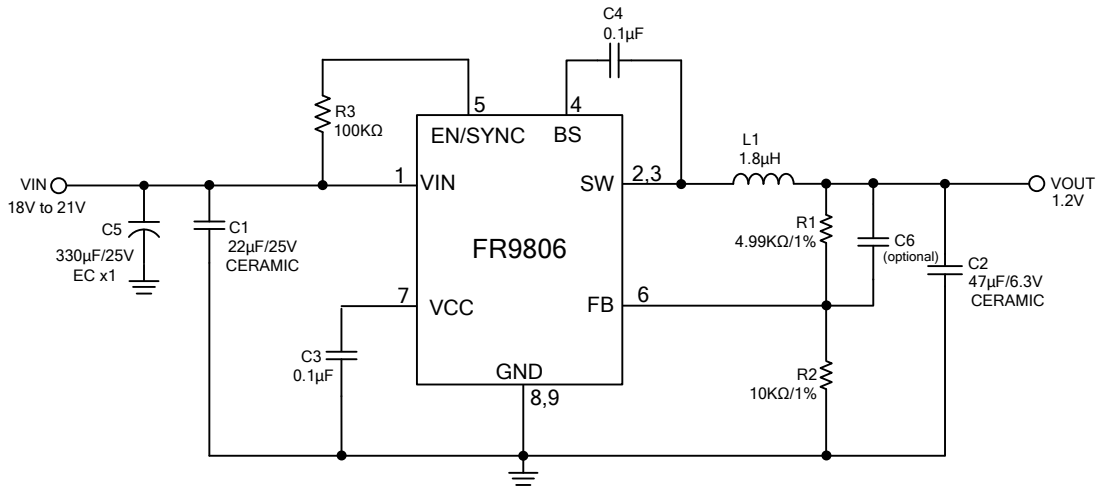 C4
0.1µF
R3
100KΩ
5
4
EN/SYNC
BS
VIN
18V to 21V
C5
330µF/25V
EC x1
C1
22µF/25V
CERAMIC
1
VIN
SW
2,3
L1
1.8µH
VOUT
1.2V
R1
4.99KΩ/1%
C6
(optional)
C2
47µF/6.3V
CERAMIC
FR9806
7
VCC
FB
6
C3
0.1µF
GND
8,9
R2
10KΩ/1%